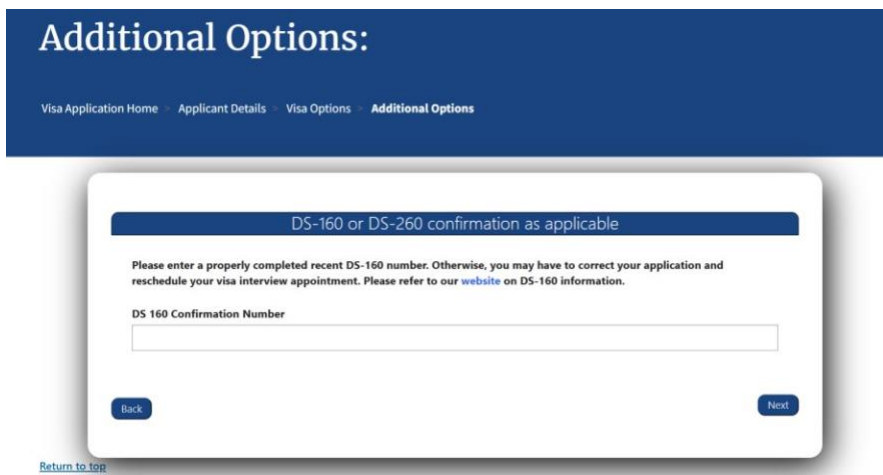 Additional Options:
Visa Application Home > Applicant Details > Visa Options > Additional Options
DS-160 or DS-260 confirmation as applicable
Please enter a properly completed recent DS-160 number. Otherwise, you may have to correct your application and
reschedule your visa interview appointment. Please refer to our website on DS-160 information.
DS 160 Confirmation Number
Back
Next
Return to top